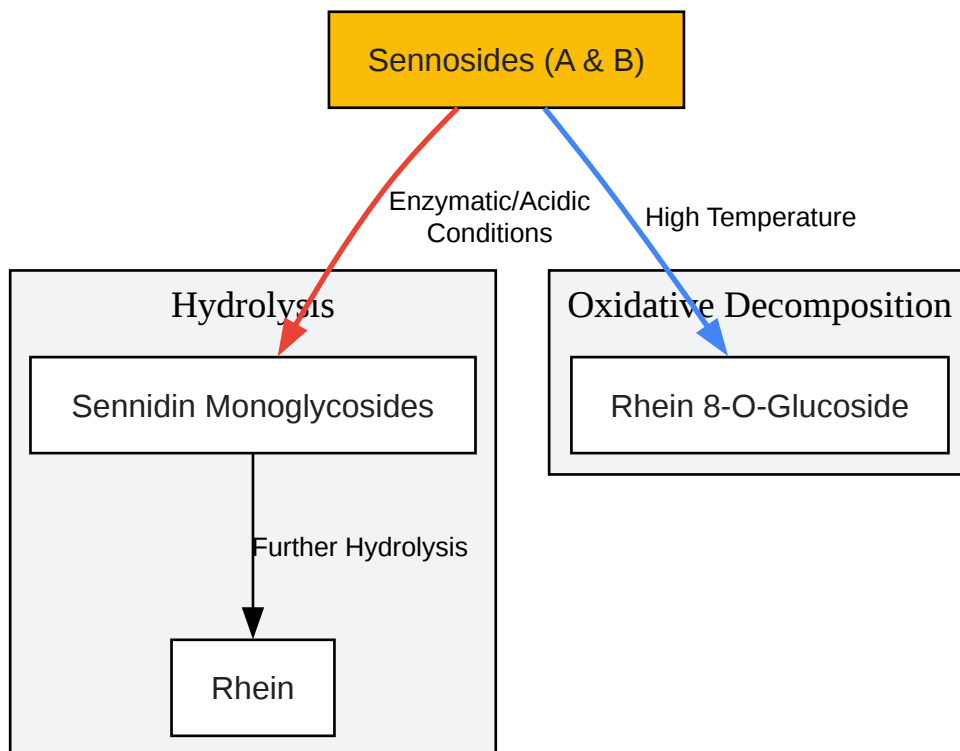 Sennosides (A & B)
Enzymatic/Acidic
Conditions
High Temperature
Hydrolysis
Oxidative Decomposition
Sennidin Monoglycosides
Rhein 8-O-Glucoside
Further Hydrolysis
Rhein